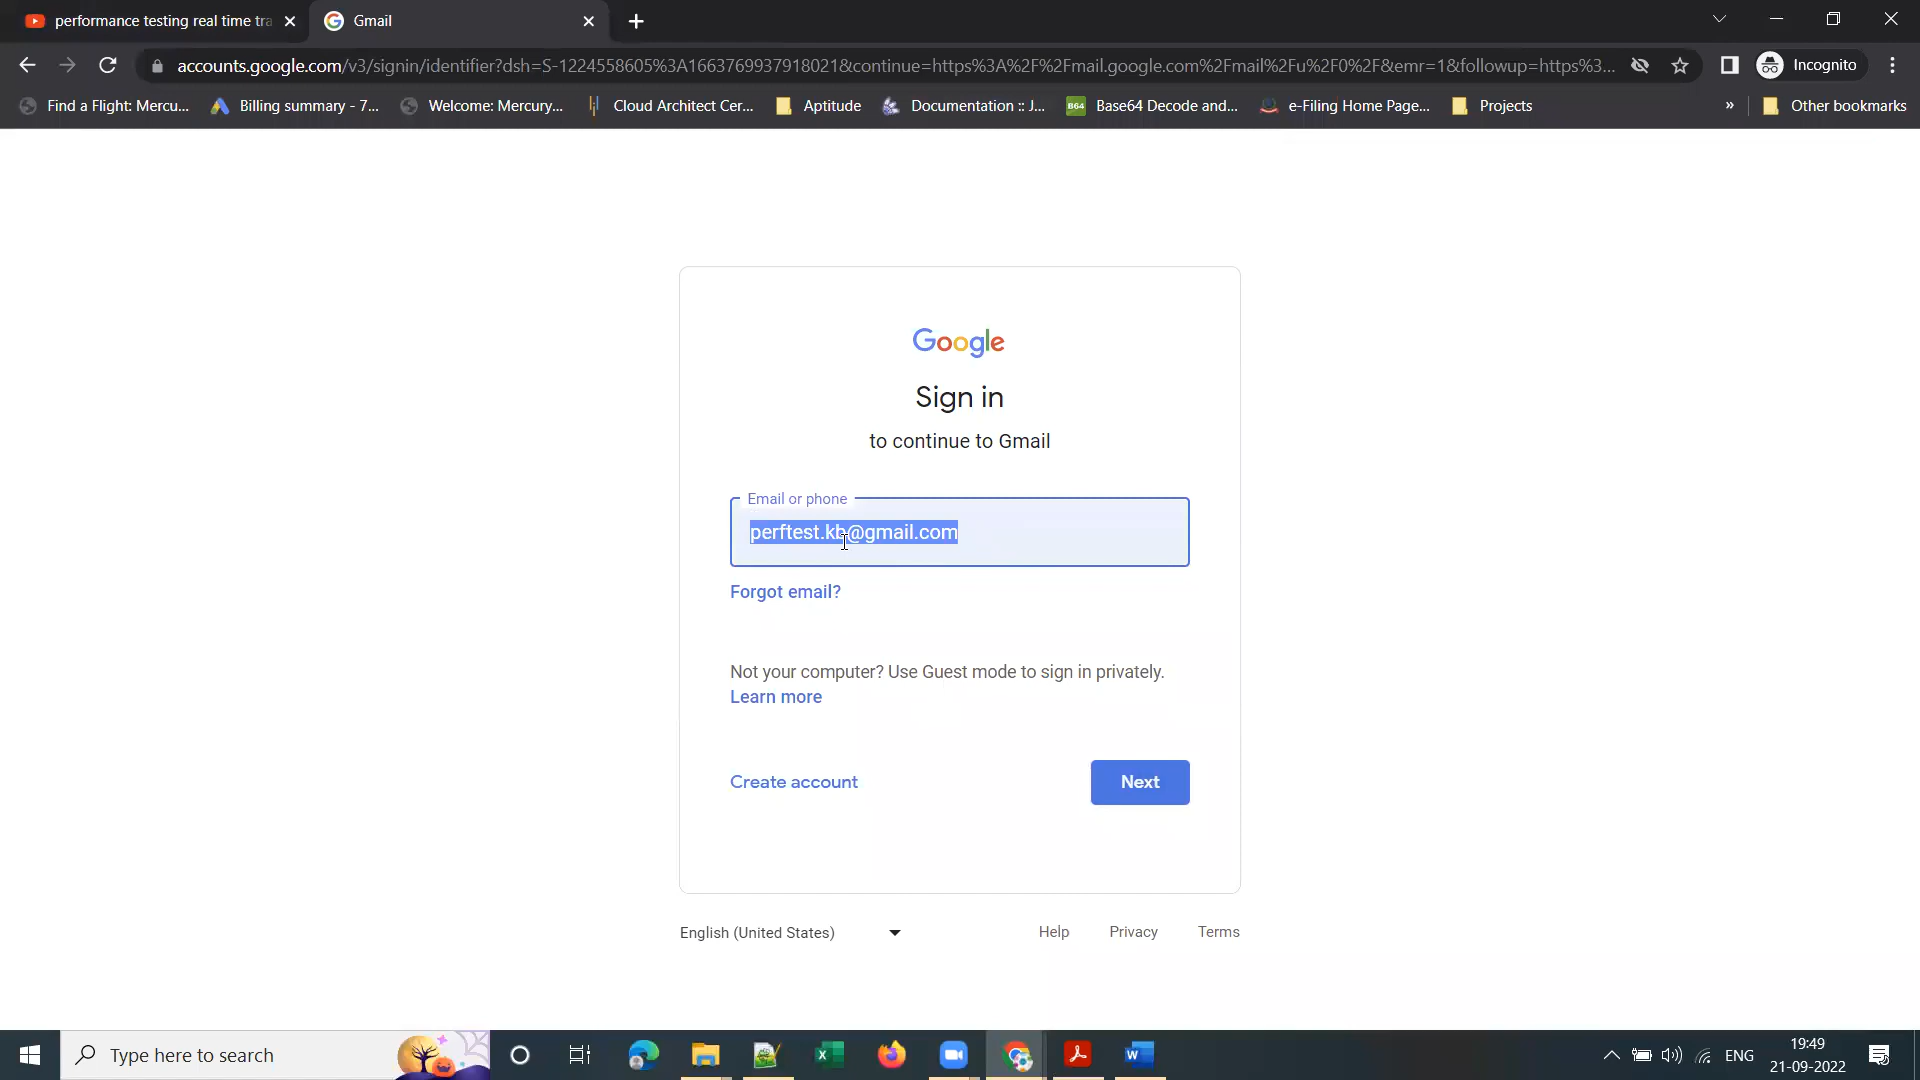 performance testing real time tra
Gmail
accounts.google.com/v3/signin/identifier?dsh=S-1224558605%3A1663769937918021&continue=https%3A%2F%2Fmail.google.com%2Fmail%2Fu%2F0%2F&emr=1&followup=https%3...
Incognito
Find a Flight: Mercu...
Billing summary - 7...
Welcome: Mercury...
Cloud Architect Cer...
Aptitude
Documentation :: J...
B64
Base64 Decode and...
e-Filing Home Page...
Projects
»
Other bookmarks
Google
Sign in
to continue to Gmail
Email or phone
perftest.kb@gmail.com
Forgot email?
Not your computer? Use Guest mode to sign in privately.
Learn more
Create account
Next
English (United States)
Help
Privacy
Terms
Type here to search
ENG
19:49
21-09-2022